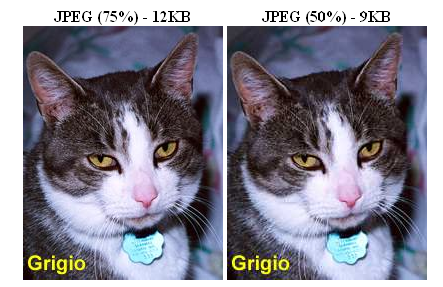 JPEG (75%) - 12KB
JPEG (50%) - 9KB
Grigio
Grigio